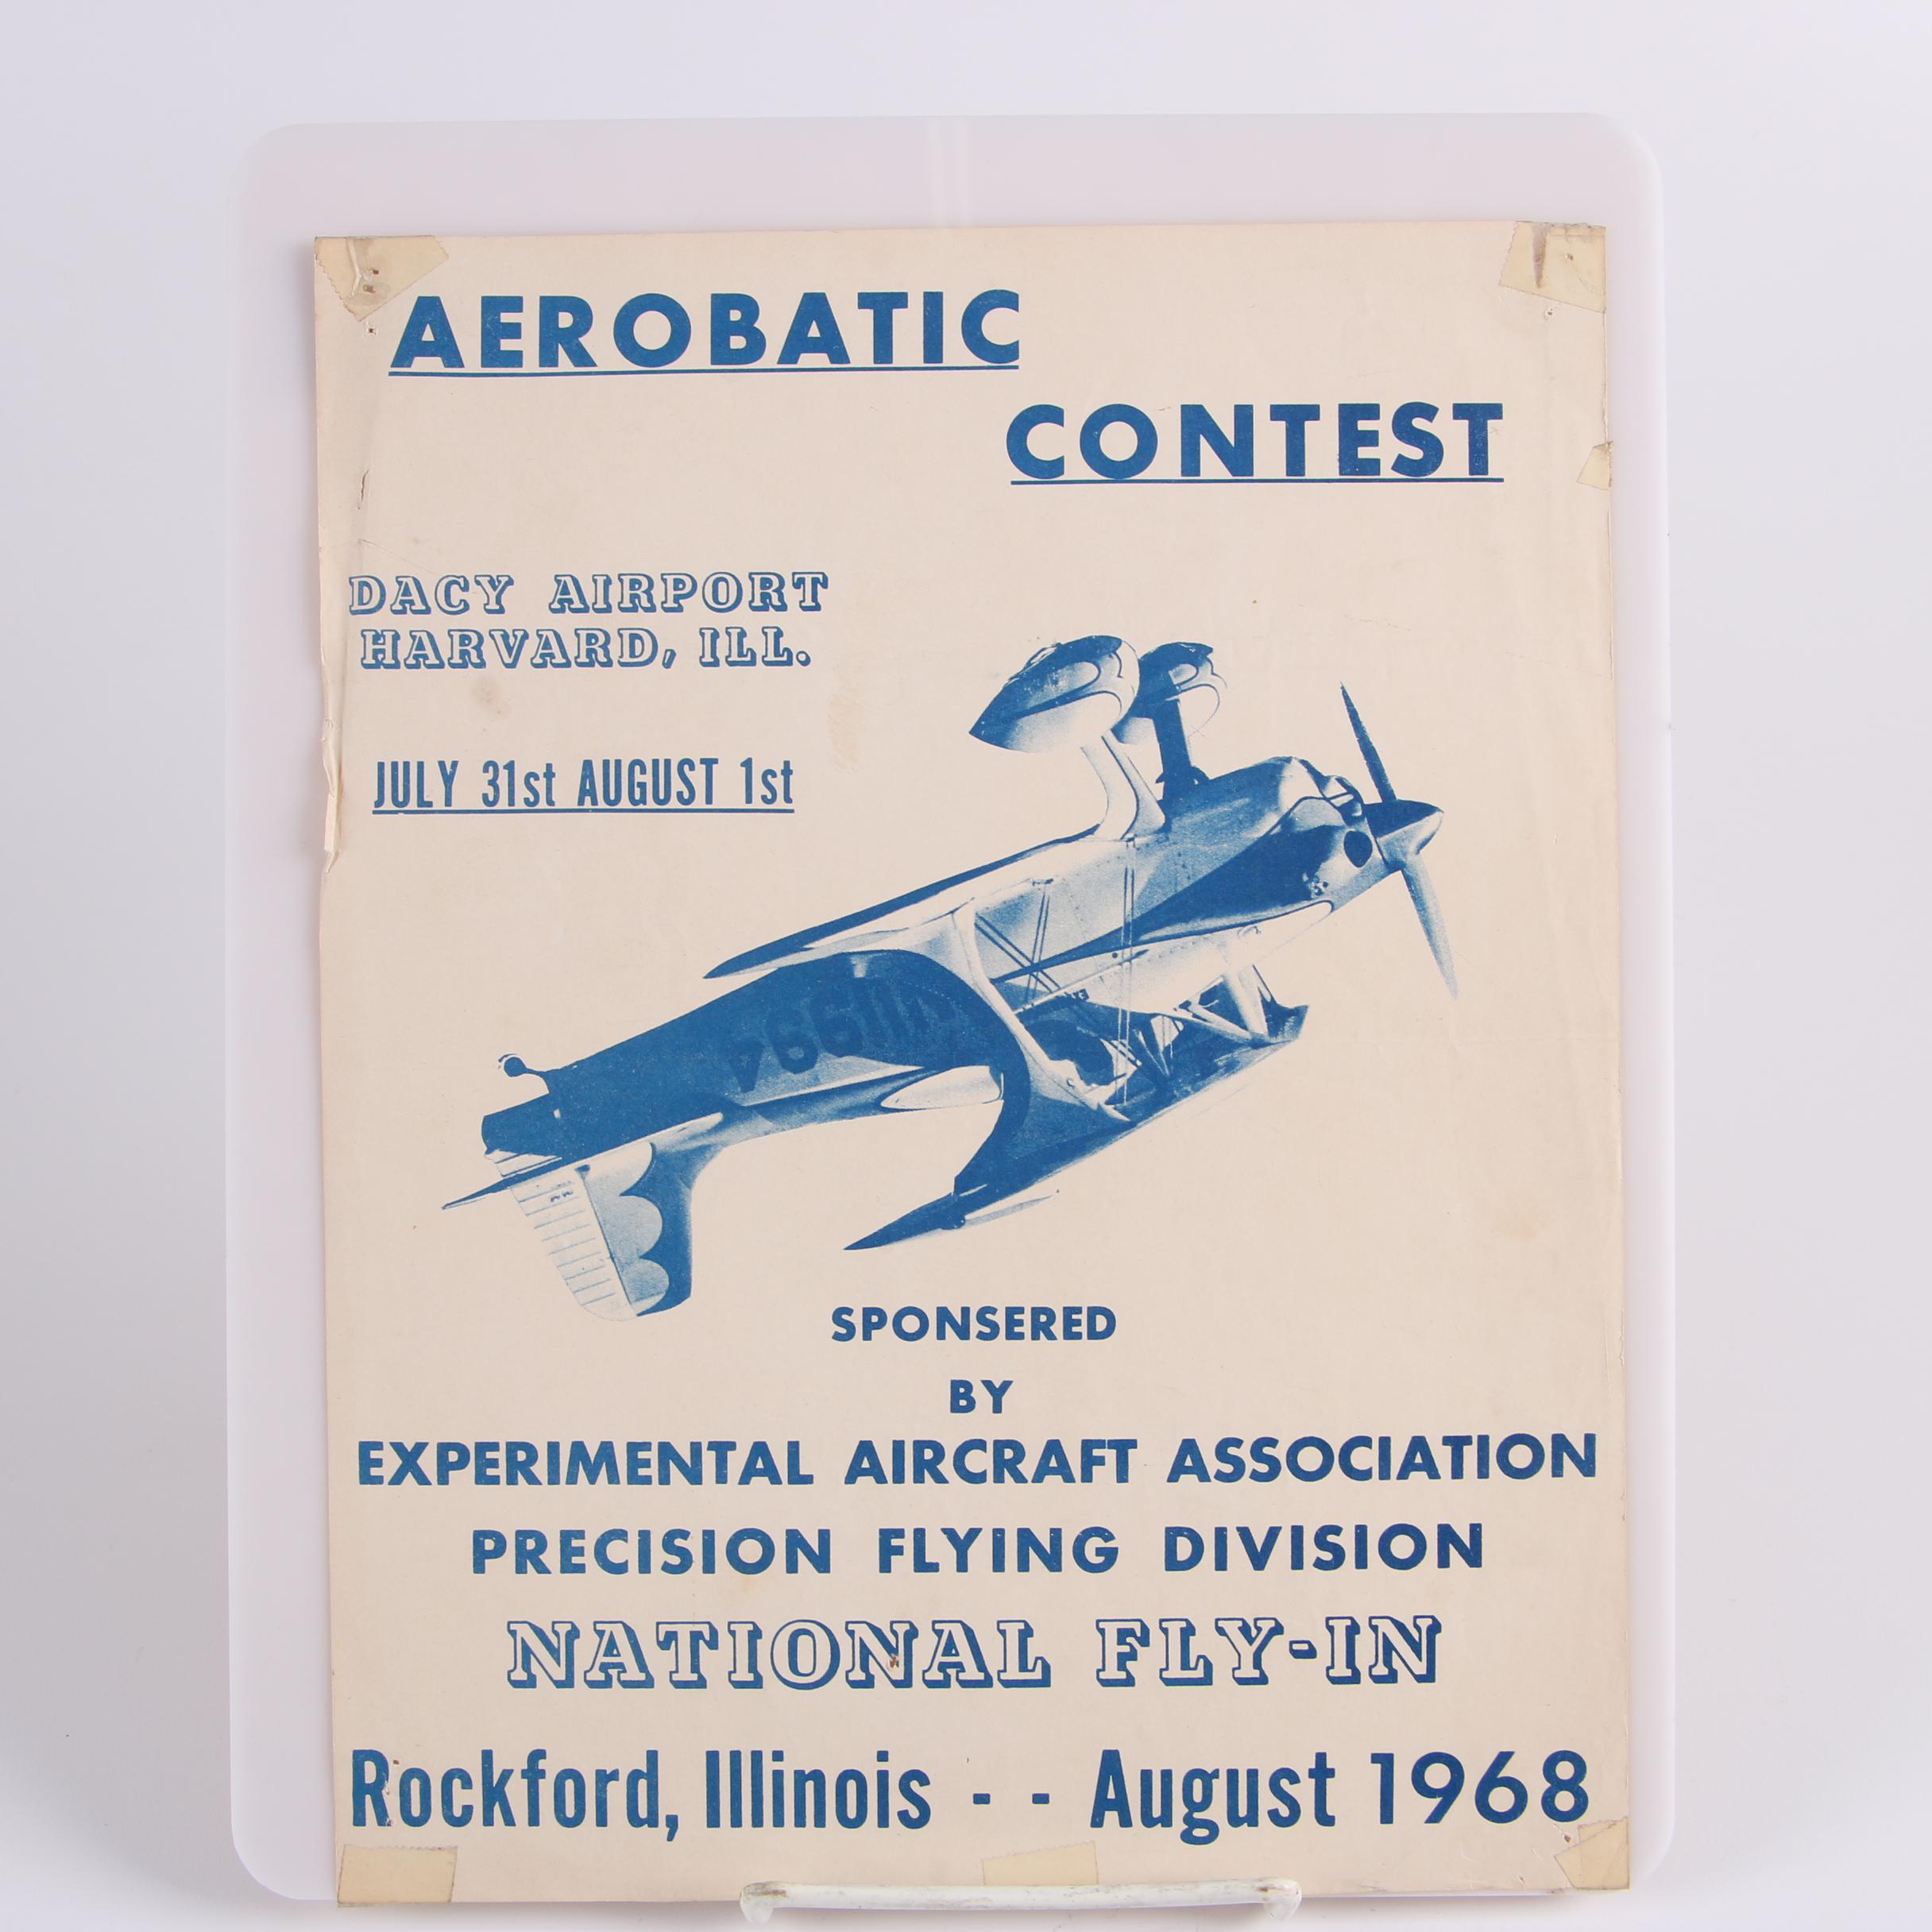 AEROBATIC
CONTEST
DACY AIRPORT
HARVARD, ILL.
JULY 31st AUGUST 1st
SPONSERED
BY
EXPERIMENTAL AIRCRAFT ASSOCIATION
PRECISION FLYING DIVISION
NATIONAL FLY-IN
Rockford, Illinois - - August 1968